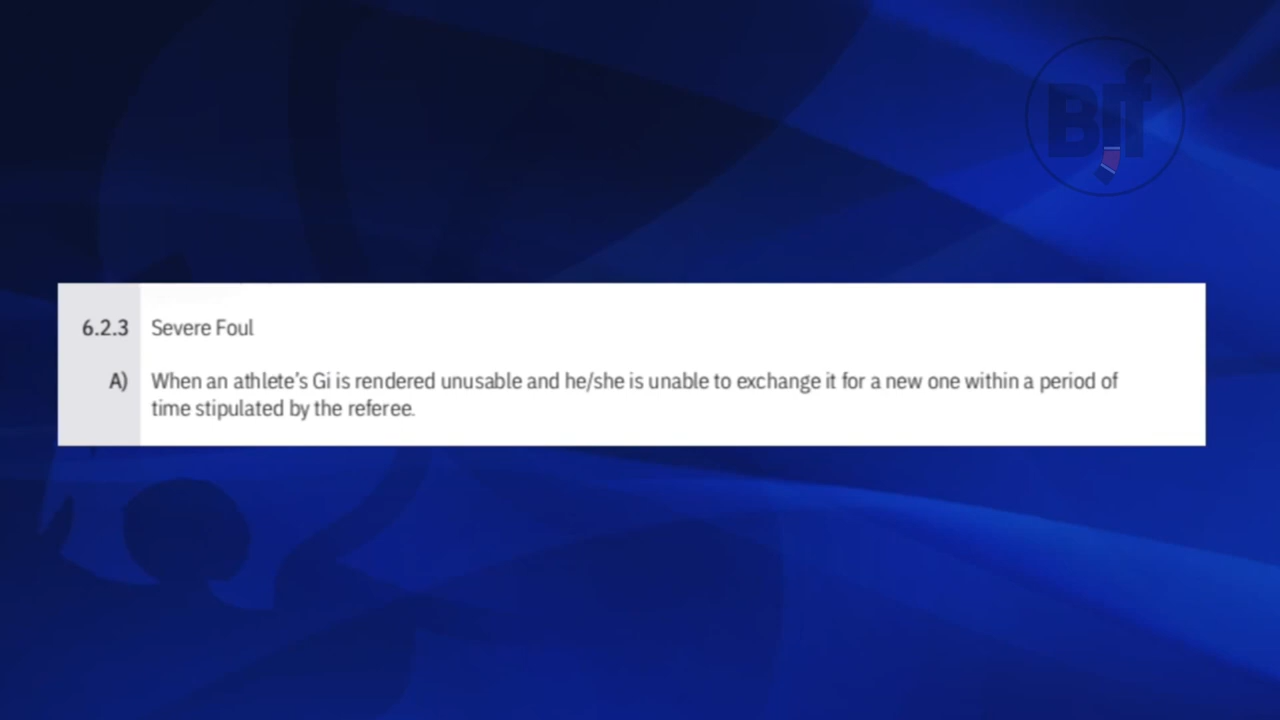 BJJf
6.2.3 Severe Foul
A) When an athlete's Gi is rendered unusable and he/she is unable to exchange it for a new one within a period of
time stipulated by the referee.